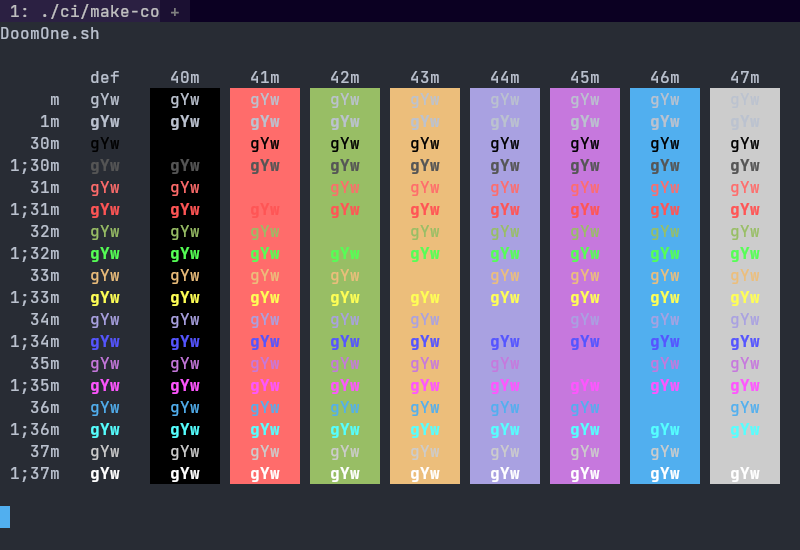 1: ./ci/make-co +
DoomOne.sh
def 40m 41m 42m 43m 44m 45m 46m 47m
m gYw gYw gYw gYw gYw gYw gYw gYw gYw
1m gYw gYw gYw gYw gYw gYw gYw gYw gYw
30m gYw gYw gYw gYw gYw gYw gYw gYw
1;30m gYw gYw gYw gYw gYw gYw gYw gYw gYw
31m gYw gYw gYw gYw gYw gYw gYw gYw
1;31m gYw gYw gYw gYw gYw gYw gYw gYw gYw
32m gYw gYw gYw gYw gYw gYw gYw gYw
1;32m gYw gYw gYw gYw gYw gYw gYw gYw gYw
33m gYw gYw gYw gYw gYw gYw gYw gYw
1;33m gYw gYw gYw gYw gYw gYw gYw gYw gYw
34m gYw gYw gYw gYw gYw gYw gYw gYw
1;34m gYw gYw gYw gYw gYw gYw gYw gYw gYw
35m gYw gYw gYw gYw gYw gYw gYw gYw
1;35m gYw gYw gYw gYw gYw gYw gYw gYw gYw
36m gYw gYw gYw gYw gYw gYw gYw gYw
1;36m gYw gYw gYw gYw gYw gYw gYw gYw gYw
37m gYw gYw gYw gYw gYw gYw gYw gYw
1;37m gYw gYw gYw gYw gYw gYw gYw gYw gYw